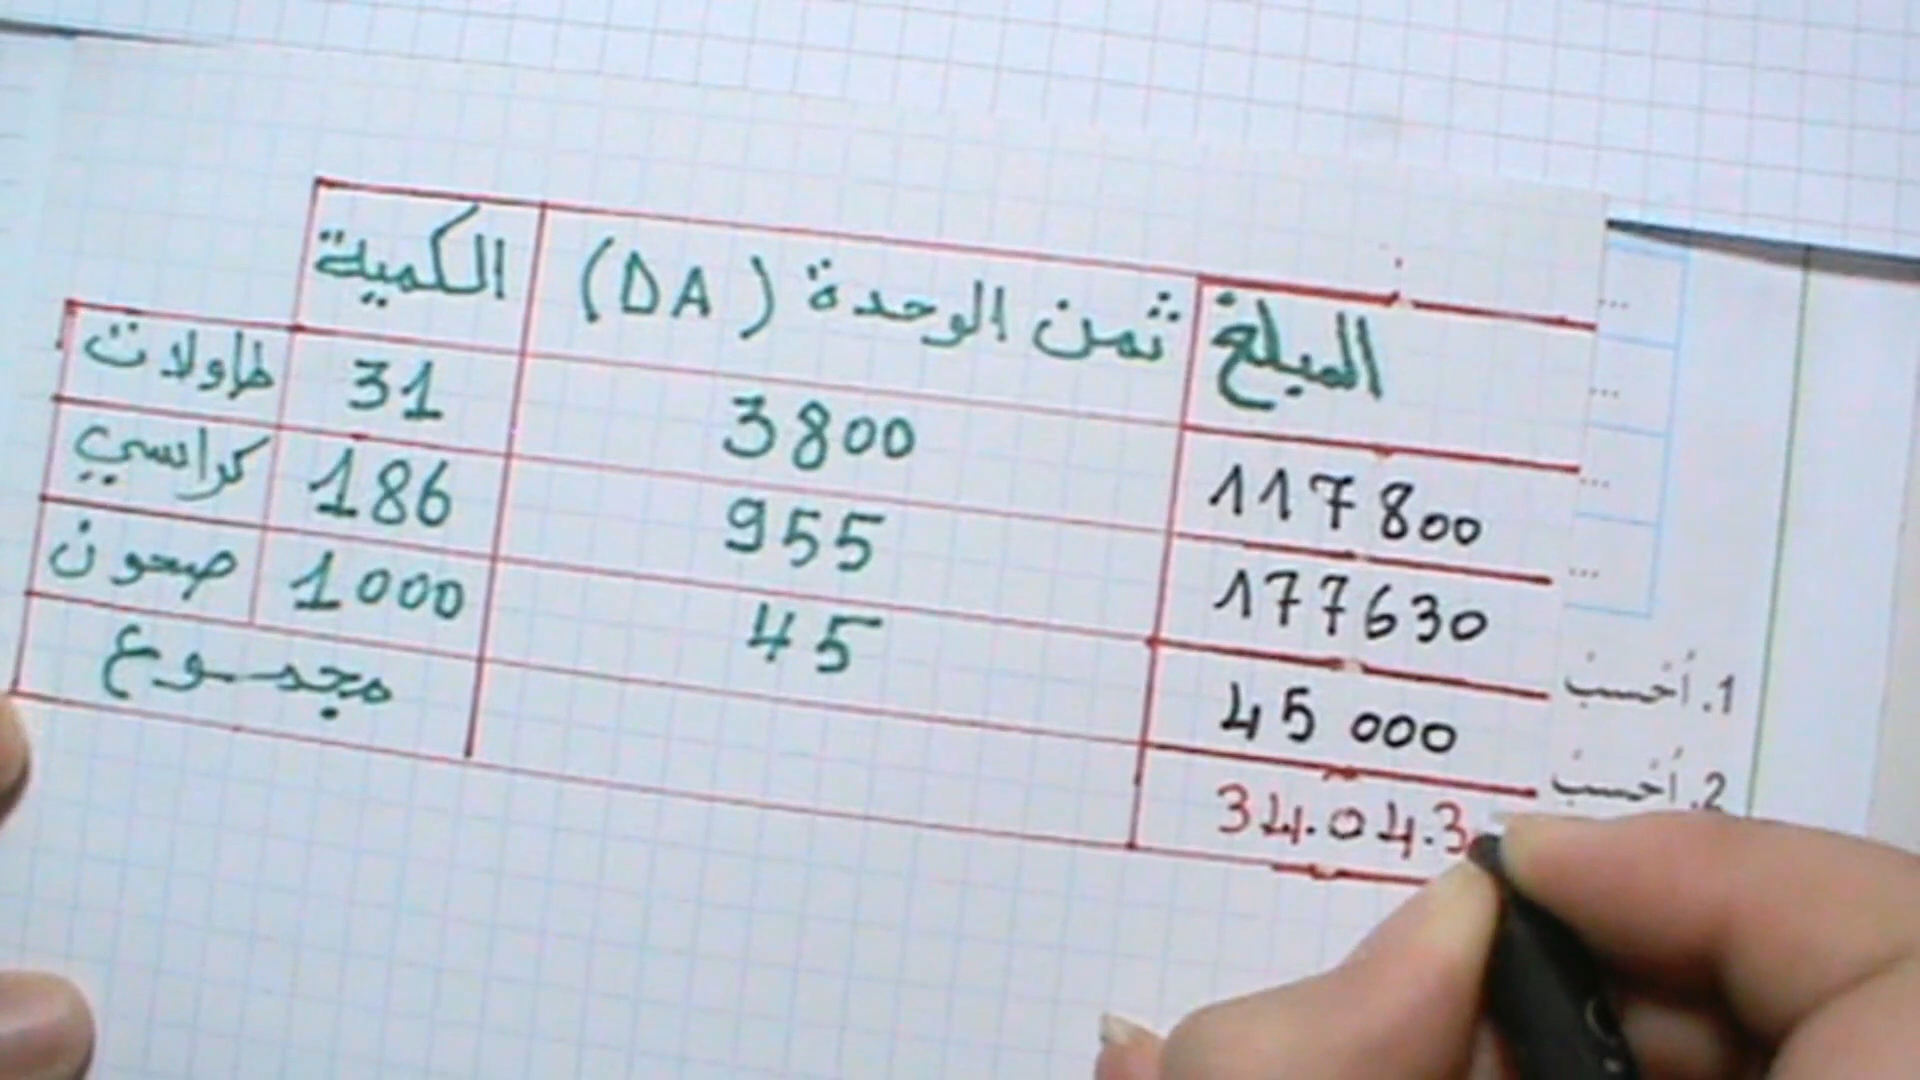 الكمية ثمن الوحدة (DA) المبلغ
طاولات 31 3800 117800
كراسي 186 955 177630
صحون 1000 45 45 000
مجموع 34.04.3
1. أحسب
2. أحسب